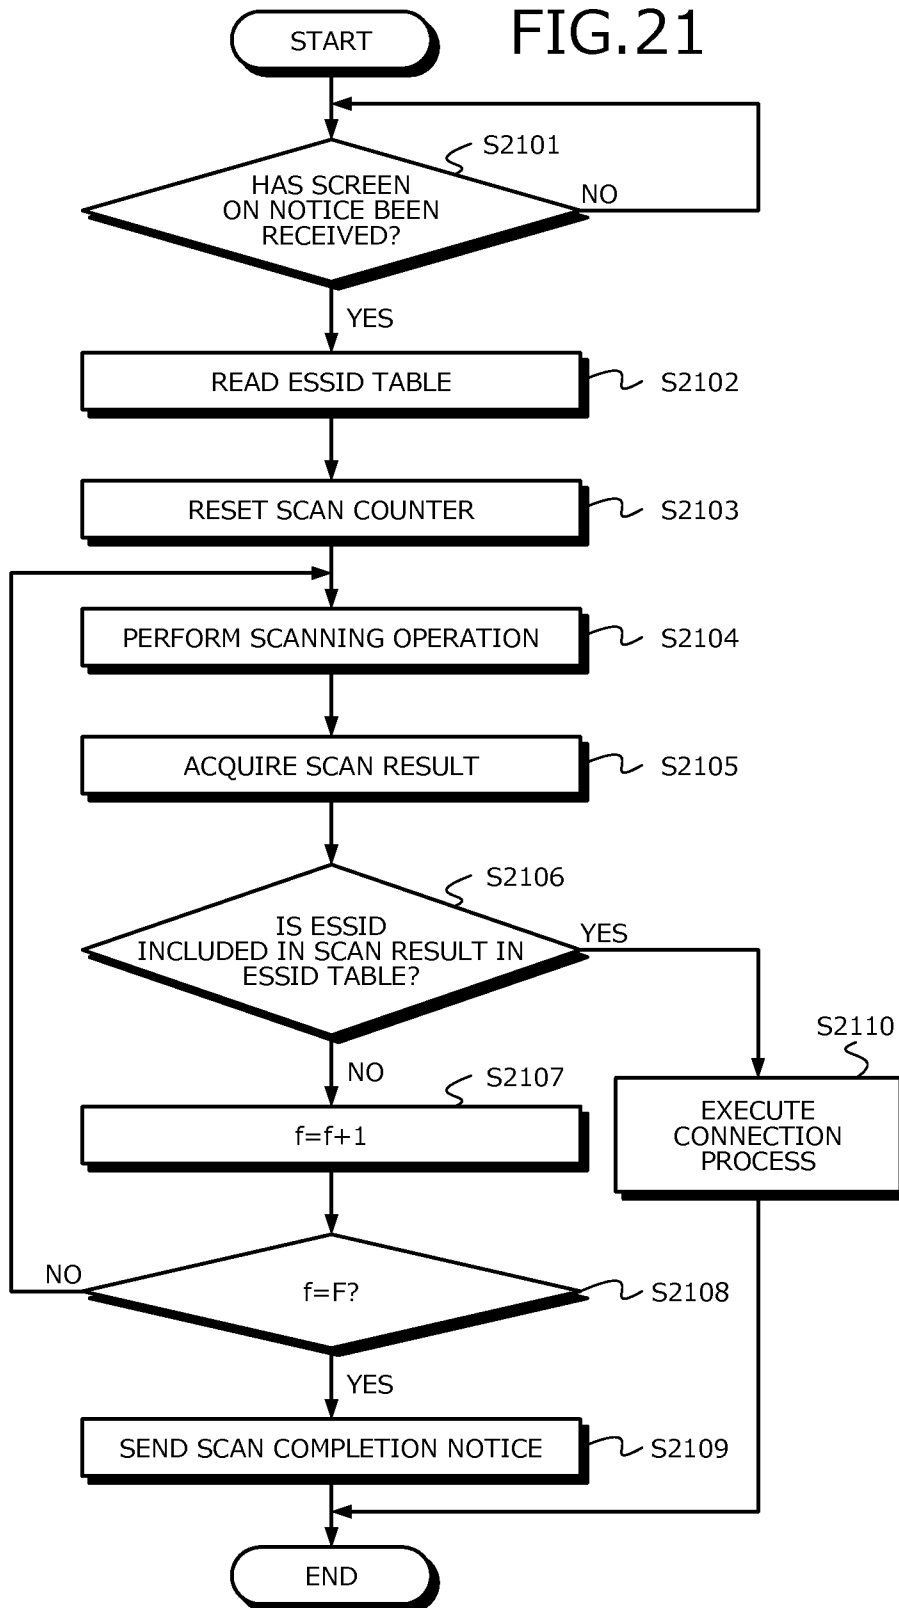 FIG.21
START
S2101
HAS SCREEN
ON NOTICE BEEN
RECEIVED?
NO
YES
READ ESSID TABLE
S2102
RESET SCAN COUNTER
S2103
PERFORM SCANNING OPERATION
S2104
ACQUIRE SCAN RESULT
S2105
S2106
IS ESSID
INCLUDED IN SCAN RESULT IN
ESSID TABLE?
YES
NO
S2110
EXECUTE
CONNECTION
PROCESS
S2107
f=f+1
NO
f=F?
S2108
YES
SEND SCAN COMPLETION NOTICE
S2109
END